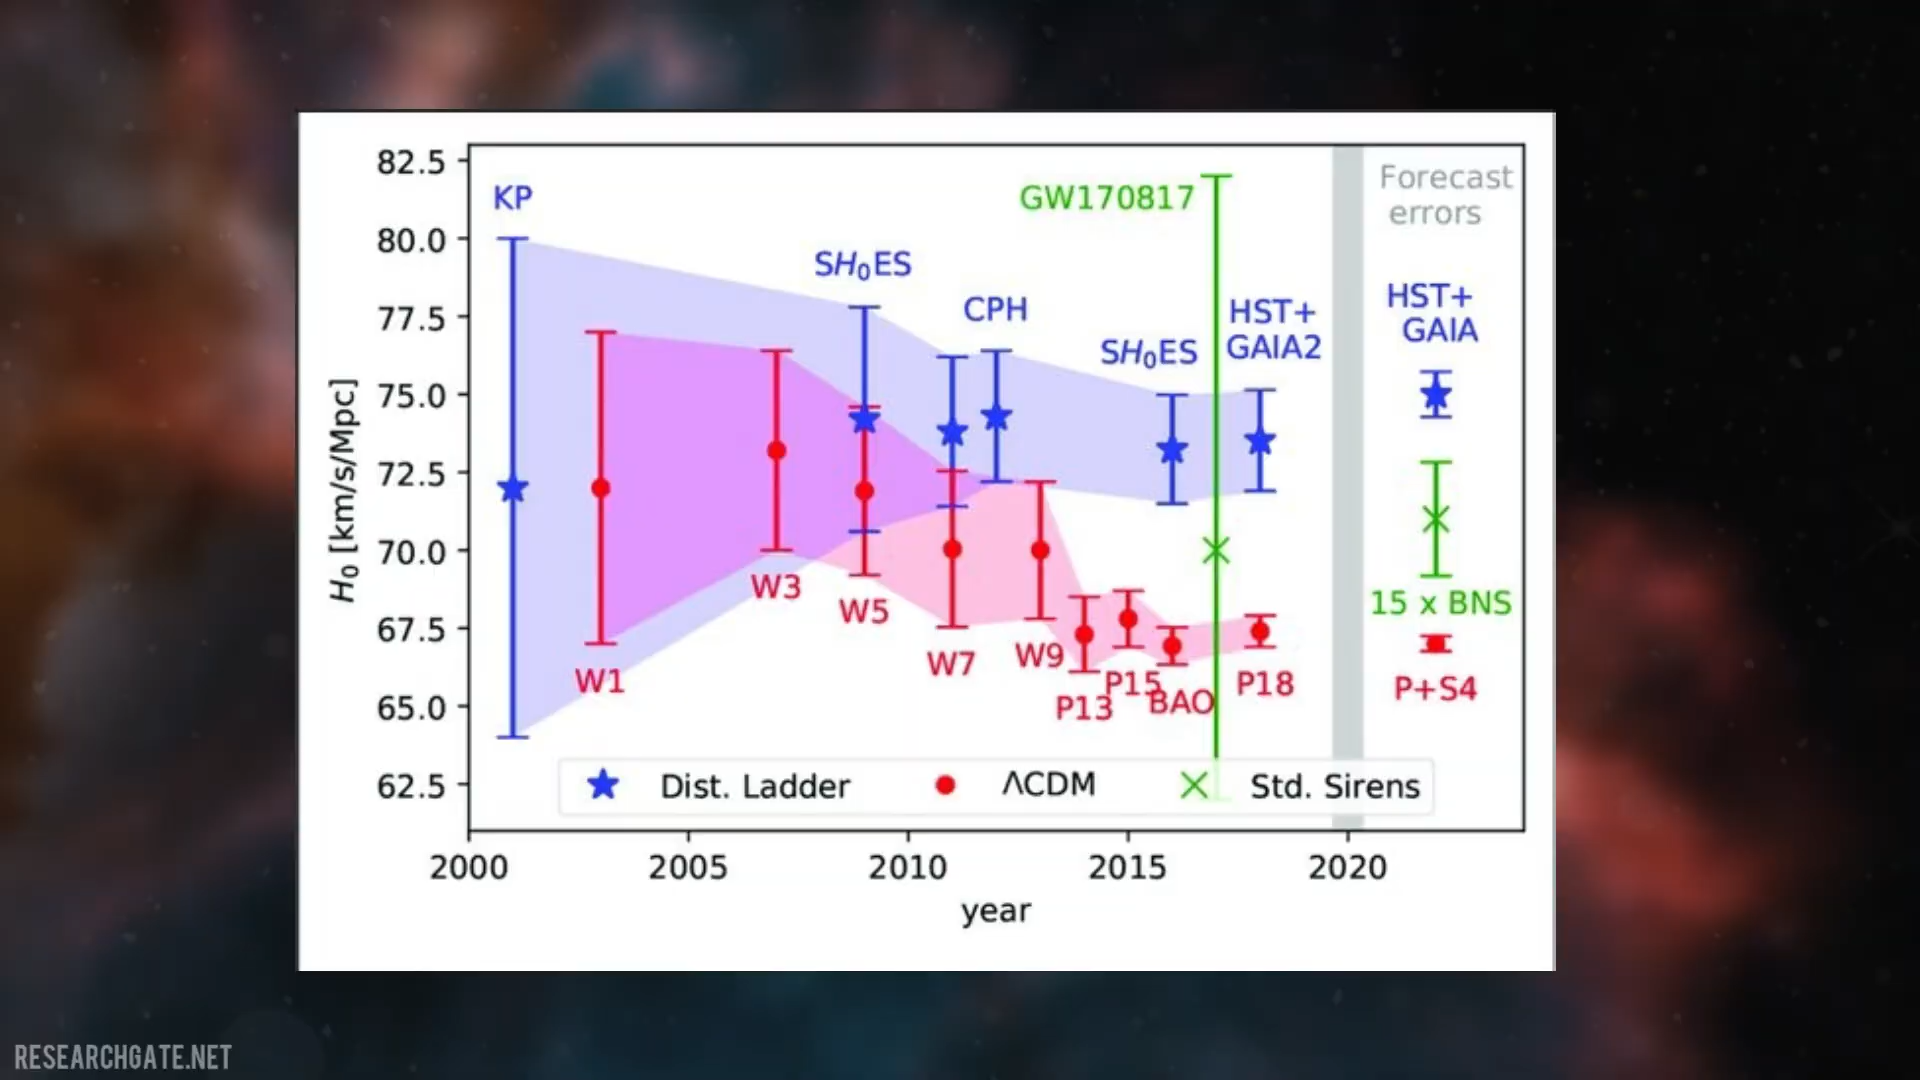 82.5
80.0
77.5
75.0
72.5
70.0
67.5
65.0
62.5
H₀ [km/s/Mpc]
KP
W1
W3
SH₀ES
W5
W7
CPH
W9
P13
P15
SH₀ES
BAO
GW170817
HST+
GAIA2
P18
Forecast
errors
HST+
GAIA
15 x BNS
P+S4
Dist. Ladder
ΛCDM
Std. Sirens
2000
2005
2010
2015
2020
year
RESEARCHGATE.NET